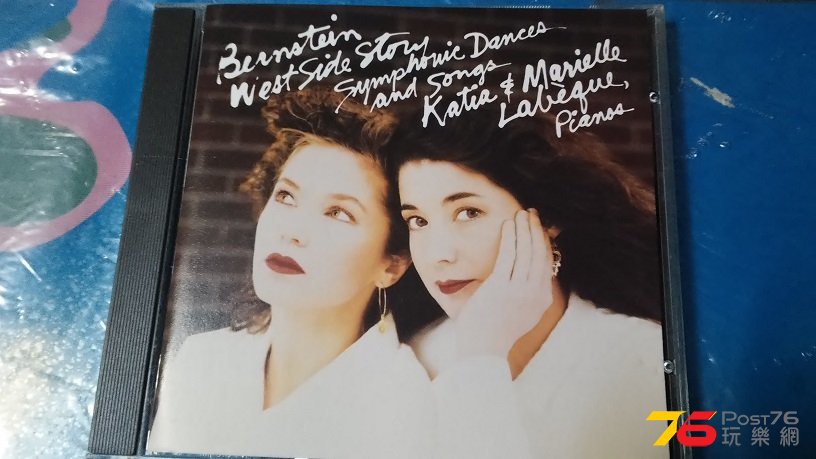 Bernstein
West Side Story
Symphonic Dances
and Songs
Katia & Marielle
Labèque,
Pianos
76 Post76
玩樂網